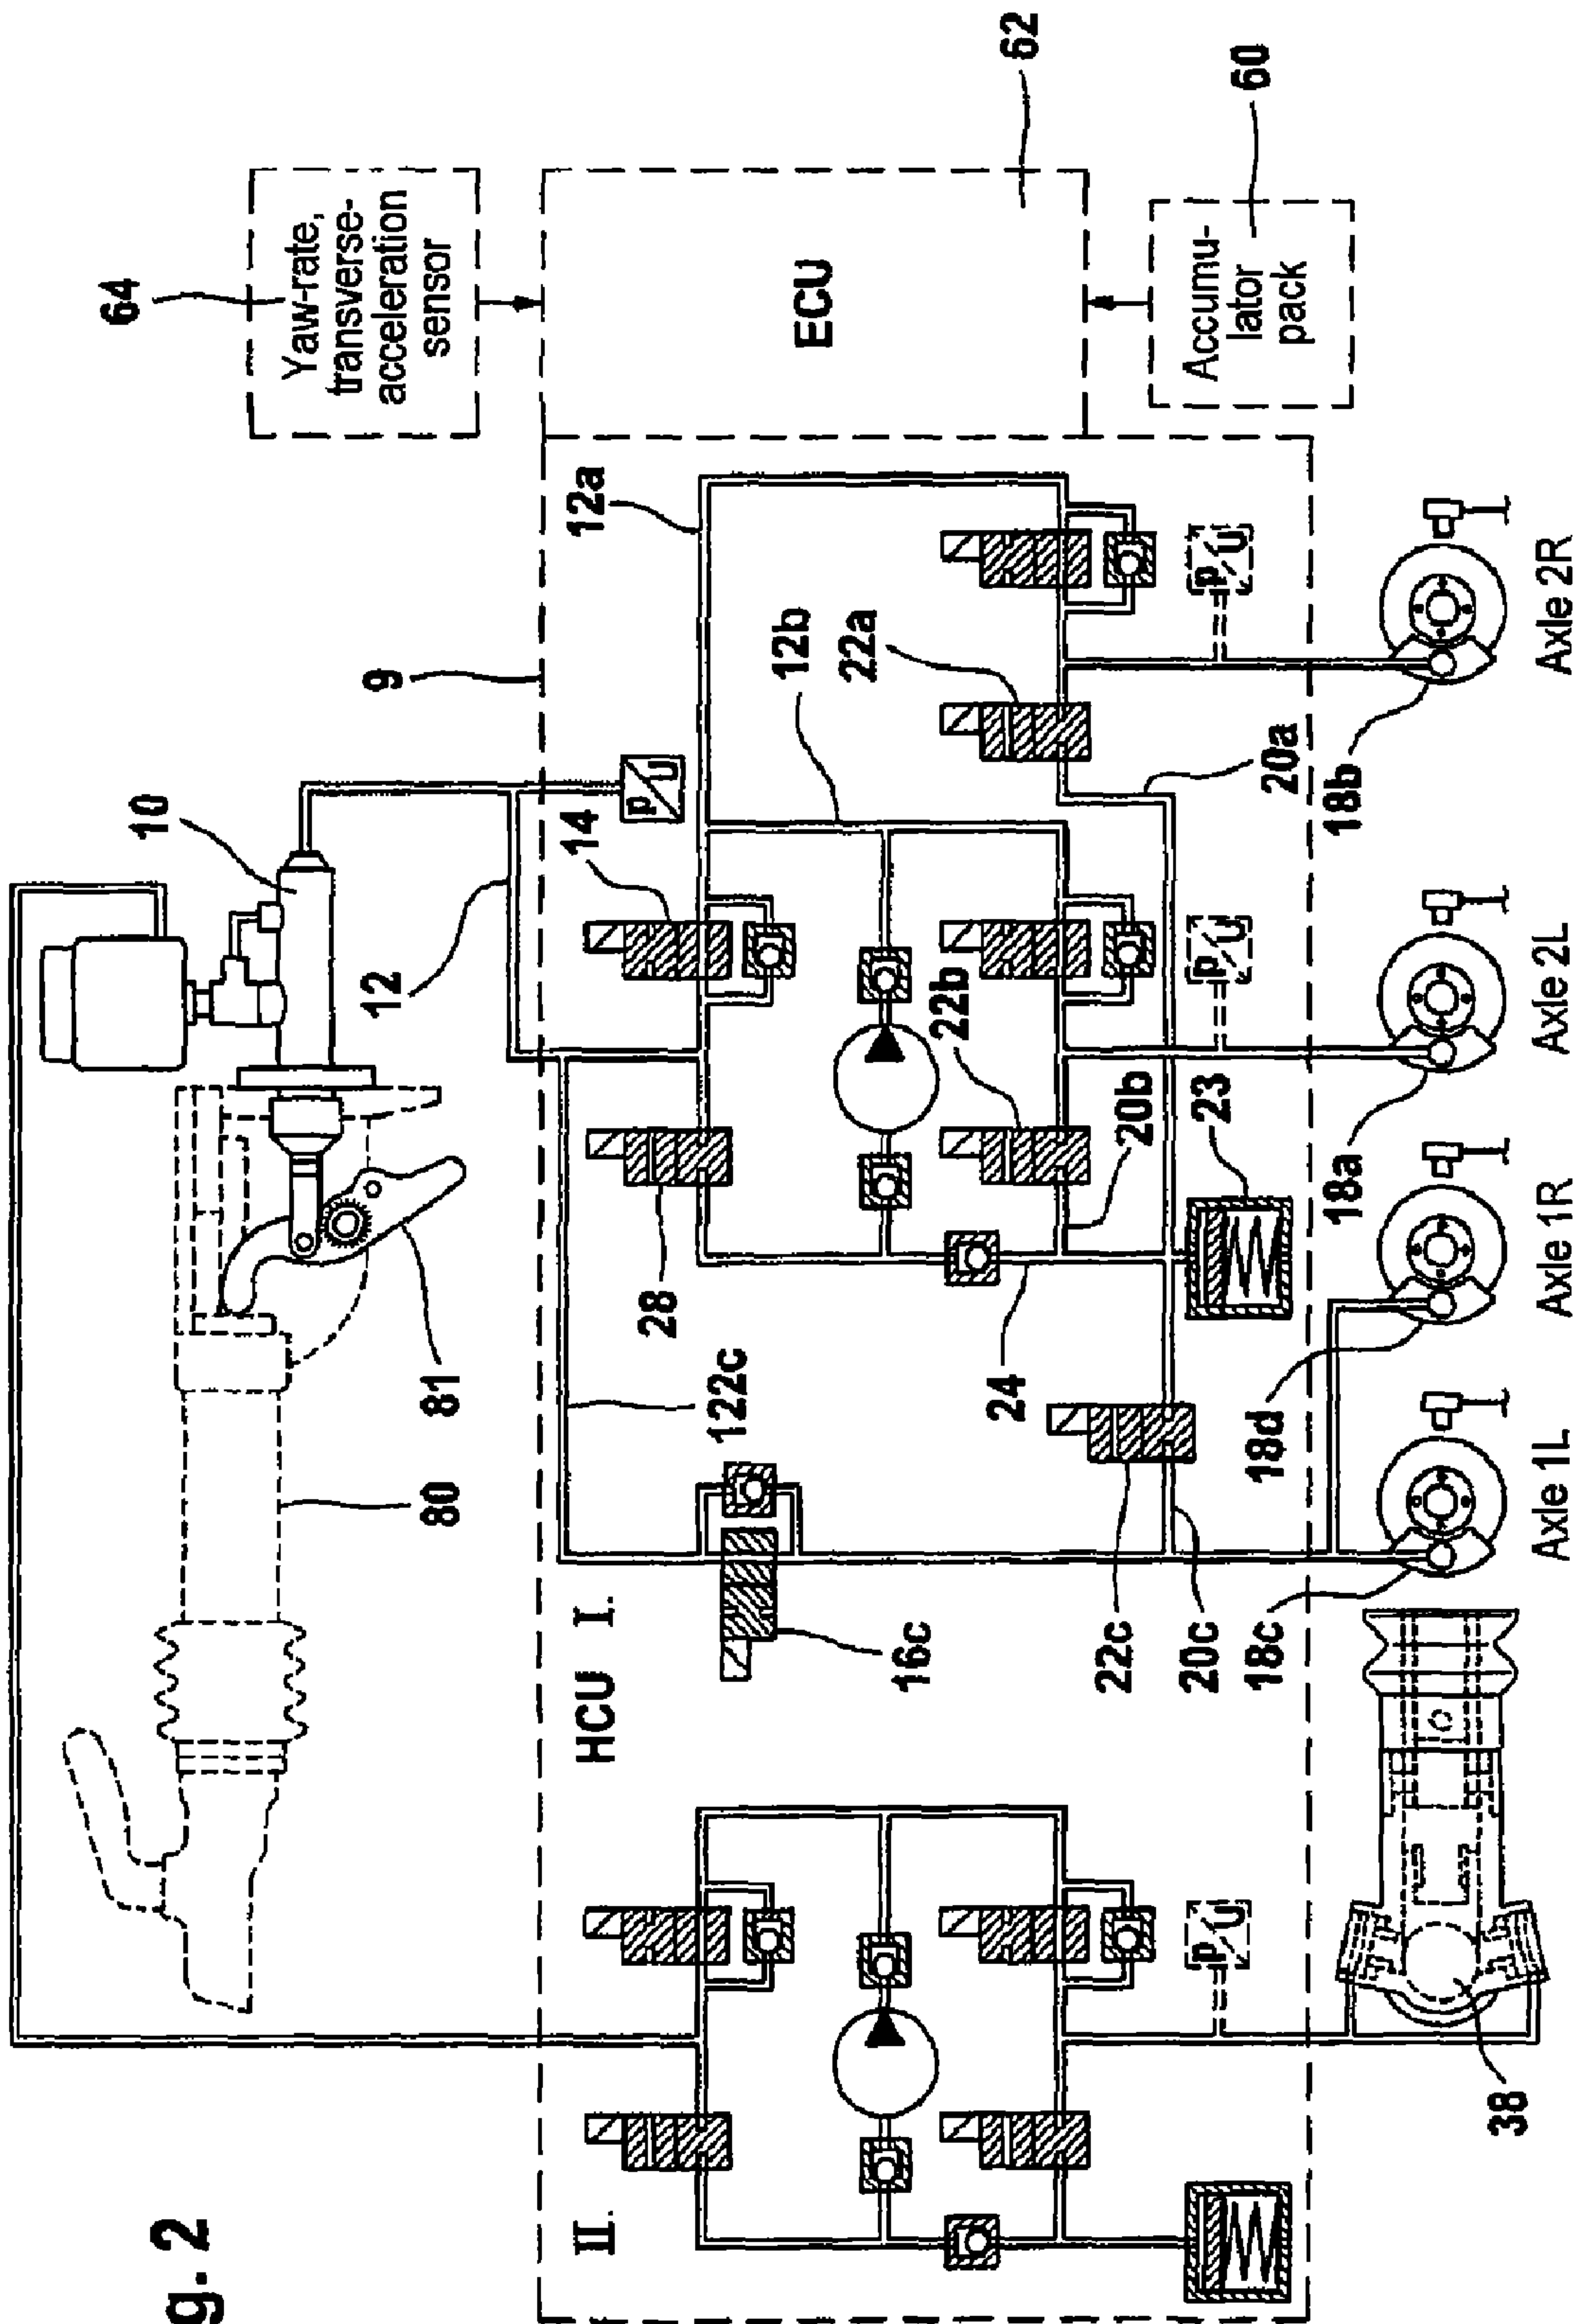 g. 2
64
Yaw-rate,
transverse-
acceleration
sensor
62
ECU
60
Accumu-
lator
pack
10
12
9
80
81
HCU
I.
II.
p
U
12a
12b
14
28
122c
16c
22a
22b
22c
20a
20b
20c
23
24
p
U
p
U
p
U
18a
18b
18c
18d
38
Axle 1L
Axle 1R
Axle 2L
Axle 2R